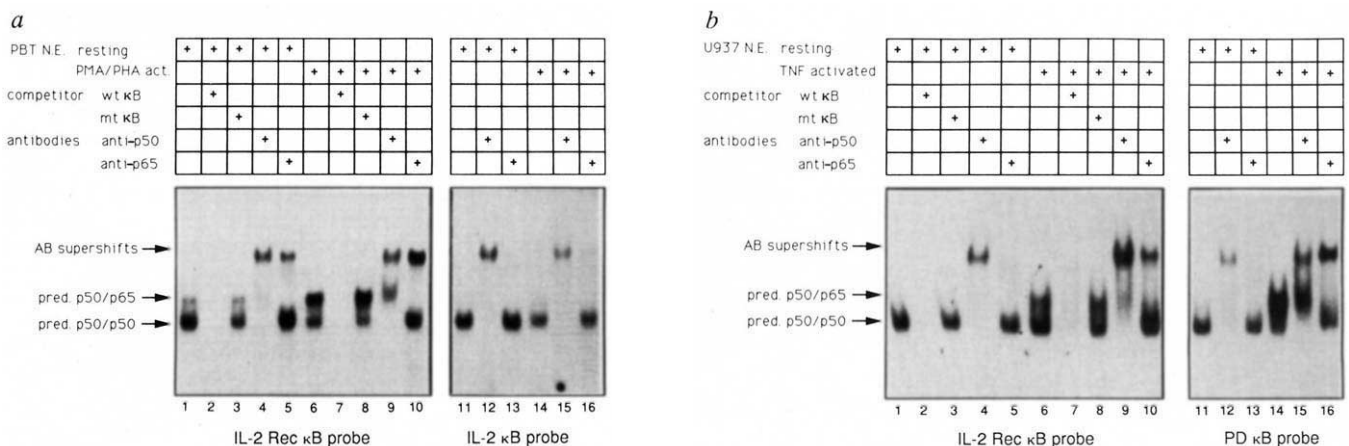 a
PBT N.E. resting + + + + + + + +
PMA/PHA act. + + + + + + + +
competitor wt κB + +
mt κB + +
antibodies anti-p50 + + + +
anti-p65 + + + +
AB supershifts
pred. p50/p65
pred. p50/p50
1 2 3 4 5 6 7 8 9 10 11 12 13 14 15 16
IL-2 Rec κB probe
IL-2 κB probe
b
U937 N.E. resting + + + + + + + +
TNF activated + + + + + + + +
competitor wt κB + +
mt κB + +
antibodies anti-p50 + + + +
anti-p65 + + + +
AB supershifts
pred. p50/p65
pred. p50/p50
1 2 3 4 5 6 7 8 9 10 11 12 13 14 15 16
IL-2 Rec κB probe
PD κB probe